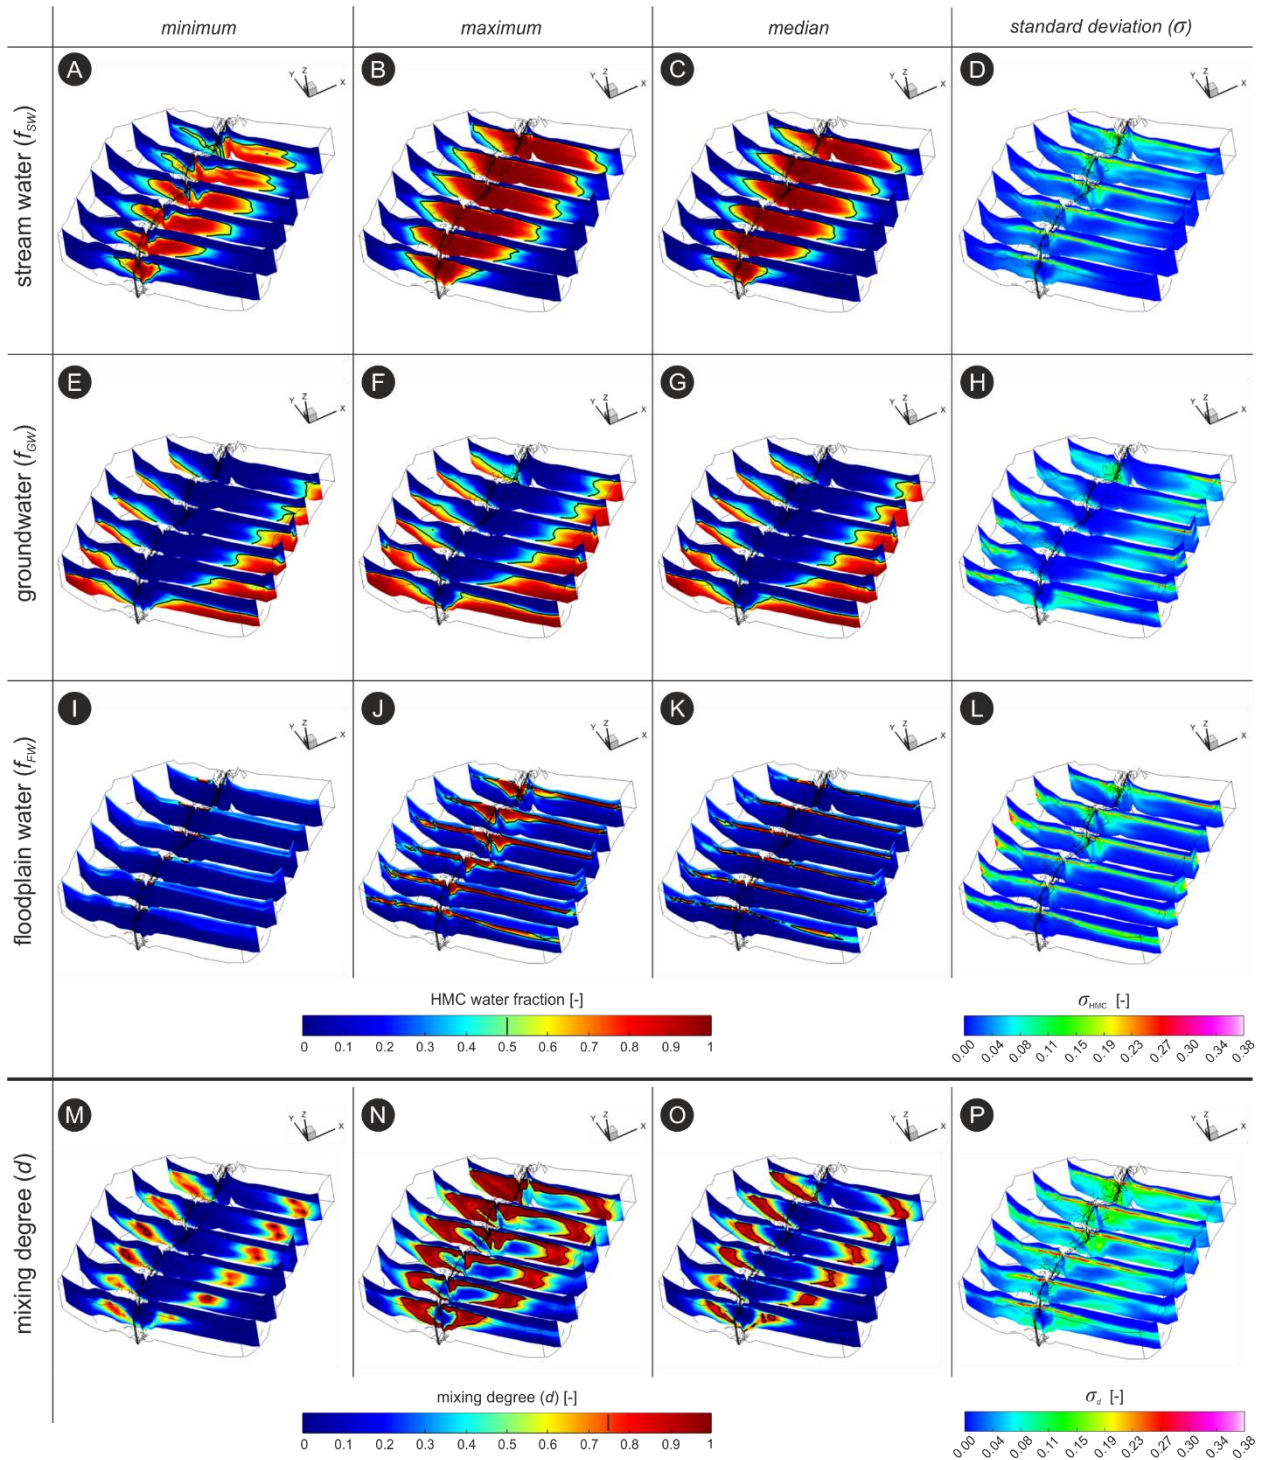 minimum maximum median standard deviation (σ)
stream water (fSW)
A B C D
Y Z X Y Z X Y Z X Y Z X
groundwater (fGW)
E F G H
Y Z X Y Z X Y Z X Y Z X
floodplain water (fFW)
I J K L
Y Z X Y Z X Y Z X Y Z X
HMC water fraction [-]
0 0.1 0.2 0.3 0.4 0.5 0.6 0.7 0.8 0.9 1
σHMC [-]
0.00 0.04 0.08 0.11 0.15 0.19 0.23 0.27 0.30 0.34 0.38
mixing degree (d)
M N O P
Y Z X Y Z X Y Z X Y Z X
mixing degree (d) [-]
0 0.1 0.2 0.3 0.4 0.5 0.6 0.7 0.8 0.9 1
σd [-]
0.00 0.04 0.08 0.11 0.15 0.19 0.23 0.27 0.30 0.34 0.38